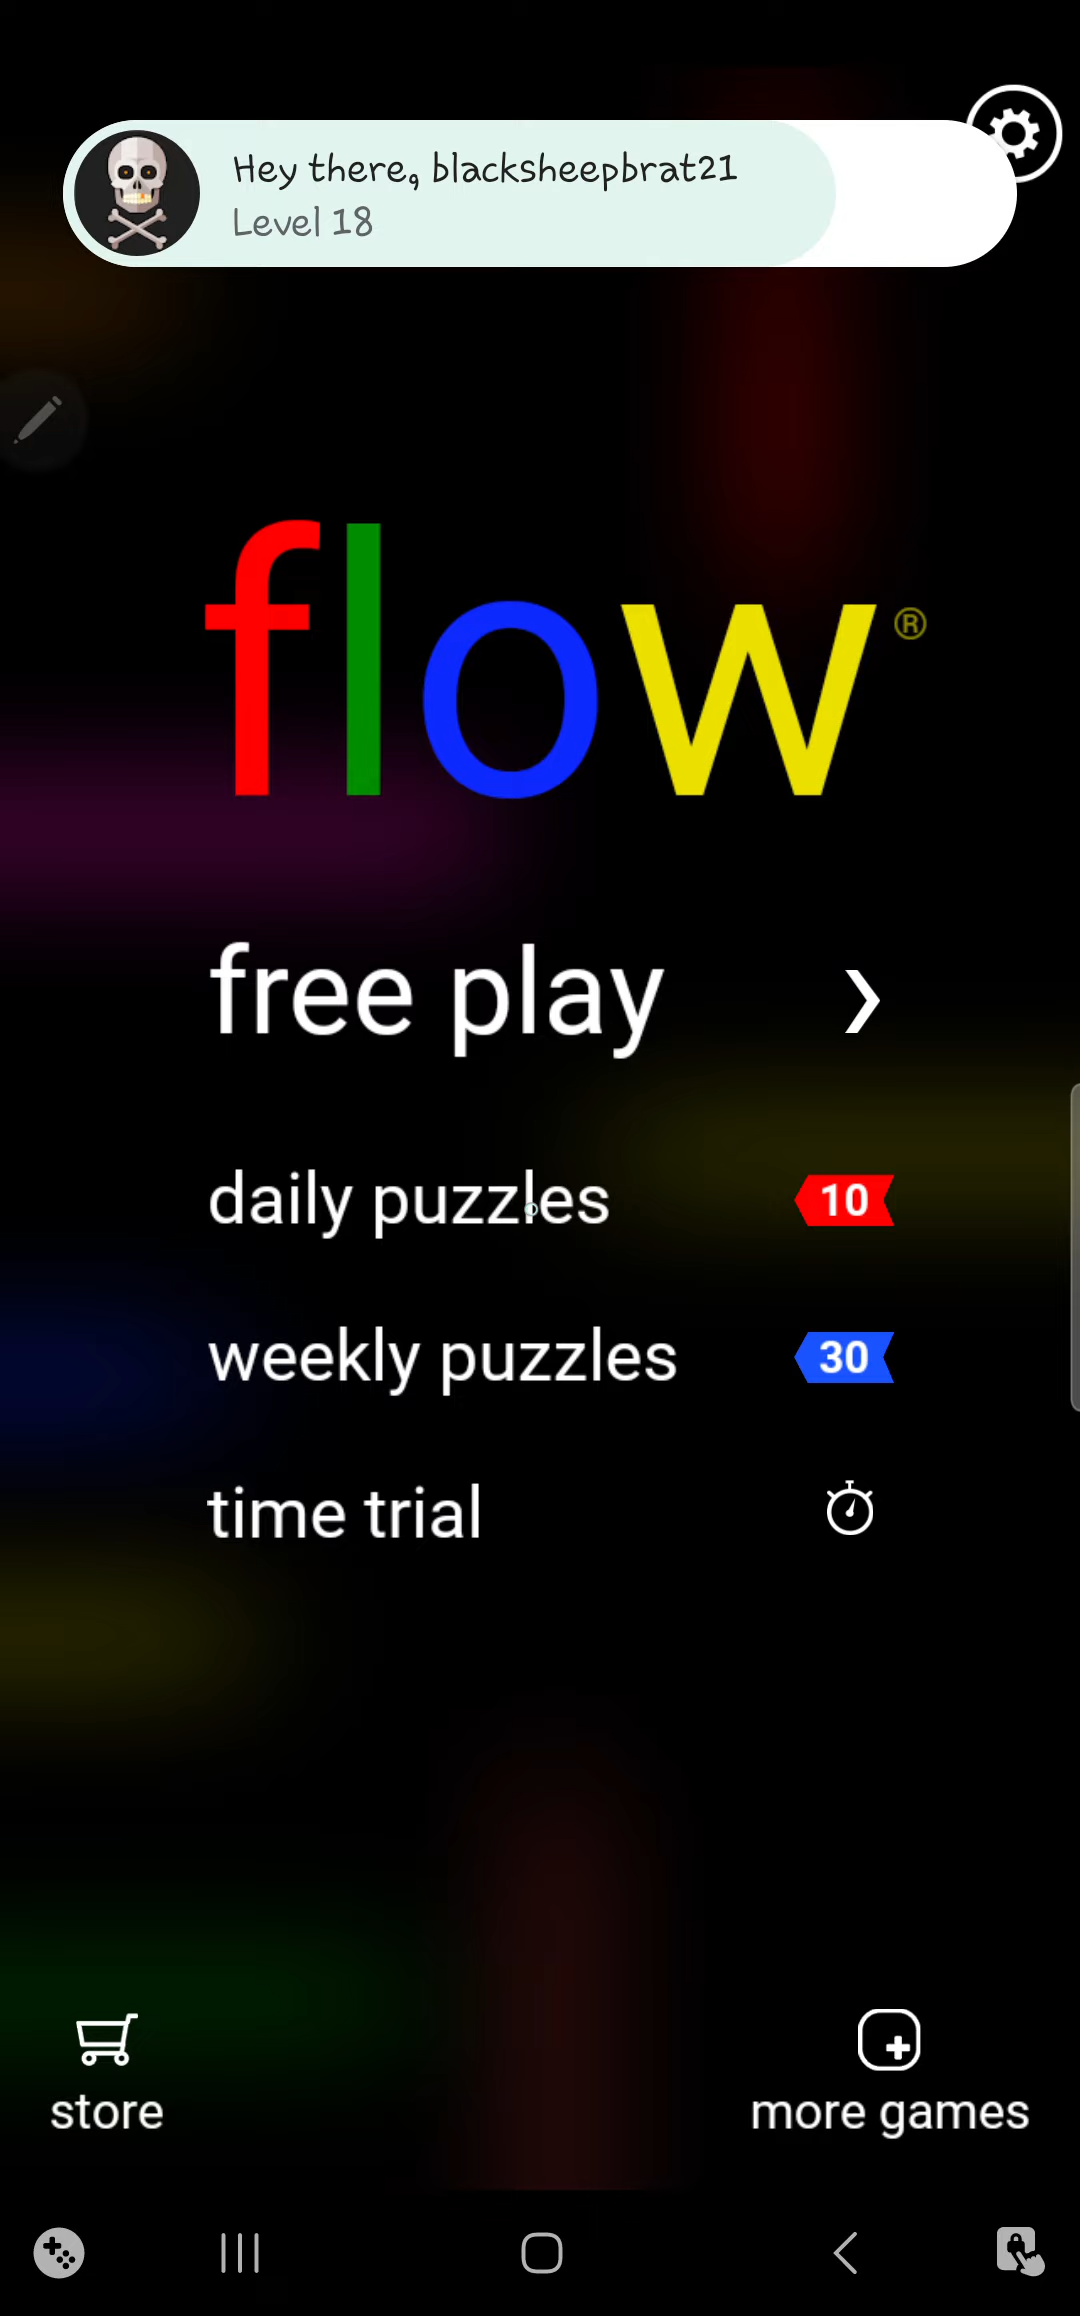 Hey there, blacksheepbrat21
Level 18
flow®
free play
daily puzzles 10
weekly puzzles 30
time trial
store
more games